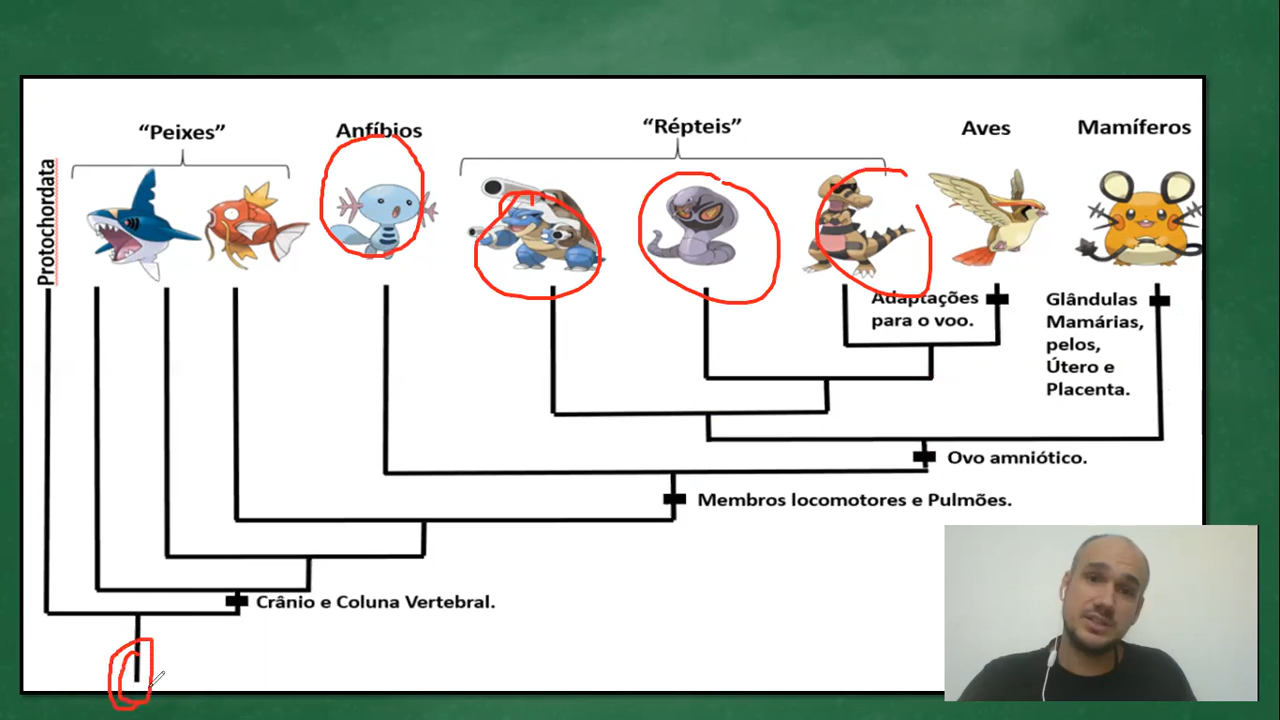 “Peixes”
Anfíbios
“Répteis”
Aves
Mamíferos
Protochordata
Adaptações
para o voo.
Glândulas
Mamárias,
pelos,
Útero e
Placenta.
Ovo amniótico.
Membros locomotores e Pulmões.
Crânio e Coluna Vertebral.